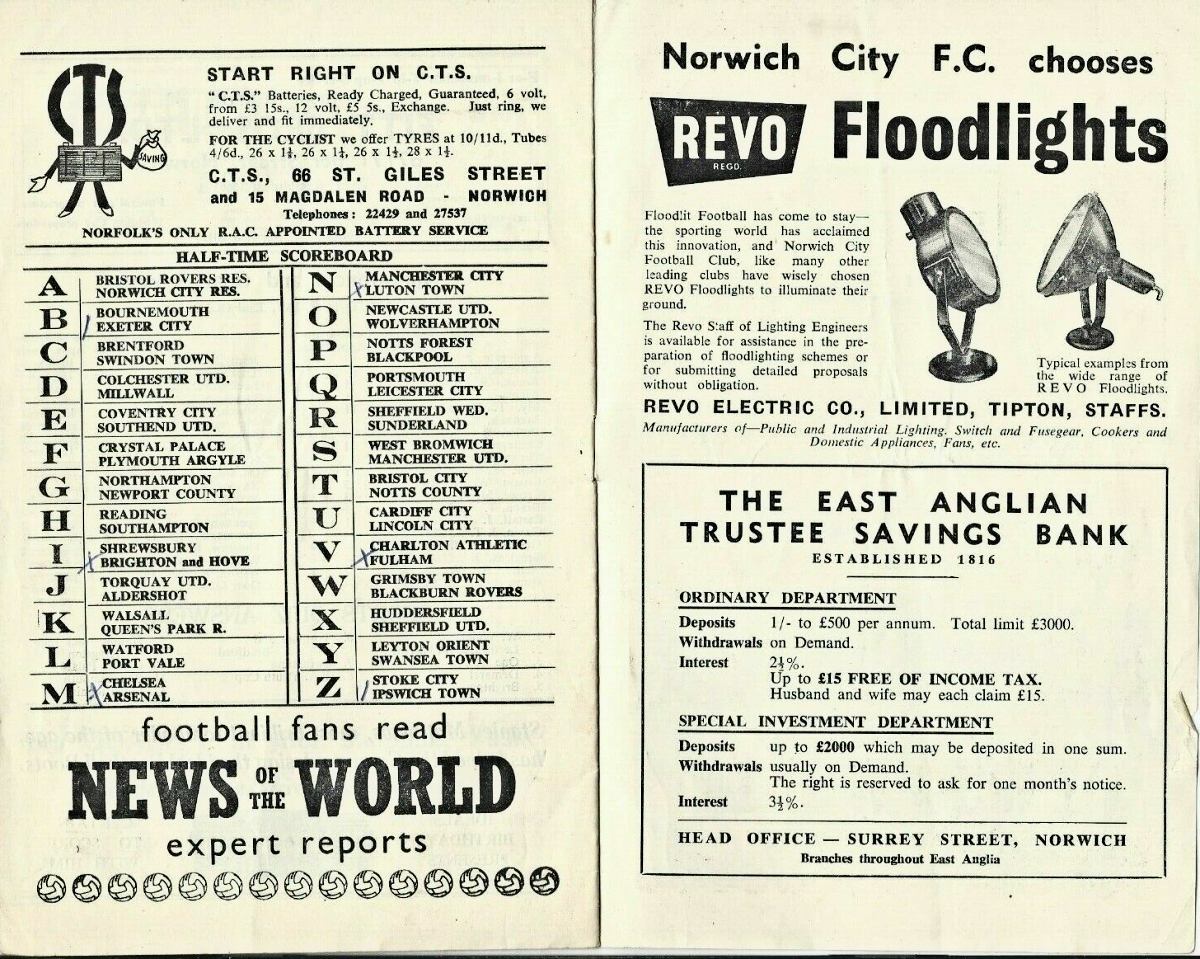 CTS
SAVING
START RIGHT ON C.T.S.
"C.T.S." Batteries, Ready Charged, Guaranteed, 6 volt,
from £3 15s., 12 volt, £5 5s., Exchange. Just ring, we
deliver and fit immediately.
FOR THE CYCLIST we offer TYRES at 10/11d., Tubes
4/6d., 26 x 1¼, 26 x 1⅜, 26 x 1½, 28 x 1½.
C.T.S., 66 ST. GILES STREET
and 15 MAGDALEN ROAD - NORWICH
Telephones: 22429 and 27537
NORFOLK'S ONLY R.A.C. APPOINTED BATTERY SERVICE
HALF-TIME SCOREBOARD
A BRISTOL ROVERS RES.
NORWICH CITY RES.
B BOURNEMOUTH
EXETER CITY
C BRENTFORD
SWINDON TOWN
D COLCHESTER UTD.
MILLWALL
E COVENTRY CITY
SOUTHEND UTD.
F CRYSTAL PALACE
PLYMOUTH ARGYLE
G NORTHAMPTON
NEWPORT COUNTY
H READING
SOUTHAMPTON
I SHREWSBURY
x BRIGHTON and HOVE
J TORQUAY UTD.
ALDERSHOT
K WALSALL
QUEEN'S PARK R.
L WATFORD
PORT VALE
M x CHELSEA
ARSENAL
N MANCHESTER CITY
x LUTON TOWN
O NEWCASTLE UTD.
WOLVERHAMPTON
P NOTTS FOREST
BLACKPOOL
Q PORTSMOUTH
LEICESTER CITY
R SHEFFIELD WED.
SUNDERLAND
S WEST BROMWICH
MANCHESTER UTD.
T BRISTOL CITY
NOTTS COUNTY
U CARDIFF CITY
LINCOLN CITY
V CHARLTON ATHLETIC
x FULHAM
W GRIMSBY TOWN
BLACKBURN ROVERS
X HUDDERSFIELD
SHEFFIELD UTD.
Y LEYTON ORIENT
SWANSEA TOWN
Z STOKE CITY
IPSWICH TOWN
football fans read
NEWS OF THE WORLD
expert reports
Norwich City F.C. chooses
REVO Floodlights
REGD.
Floodlit Football has come to stay—
the sporting world has acclaimed
this innovation, and Norwich City
Football Club, like many other
leading clubs have wisely chosen
REVO Floodlights to illuminate their
ground.
The Revo Staff of Lighting Engineers
is available for assistance in the pre-
paration of floodlighting schemes or
for submitting detailed proposals
without obligation.
Typical examples from
the wide range of
REVO Floodlights.
REVO ELECTRIC CO., LIMITED, TIPTON, STAFFS.
Manufacturers of—Public and Industrial Lighting. Switch and Fusegear, Cookers and
Domestic Appliances, Fans, etc.
THE EAST ANGLIAN
TRUSTEE SAVINGS BANK
ESTABLISHED 1816
ORDINARY DEPARTMENT
Deposits 1/- to £500 per annum. Total limit £3000.
Withdrawals on Demand.
Interest 2½%.
Up to £15 FREE OF INCOME TAX.
Husband and wife may each claim £15.
SPECIAL INVESTMENT DEPARTMENT
Deposits up to £2000 which may be deposited in one sum.
Withdrawals usually on Demand.
The right is reserved to ask for one month's notice.
Interest 3½%.
HEAD OFFICE — SURREY STREET, NORWICH
Branches throughout East Anglia